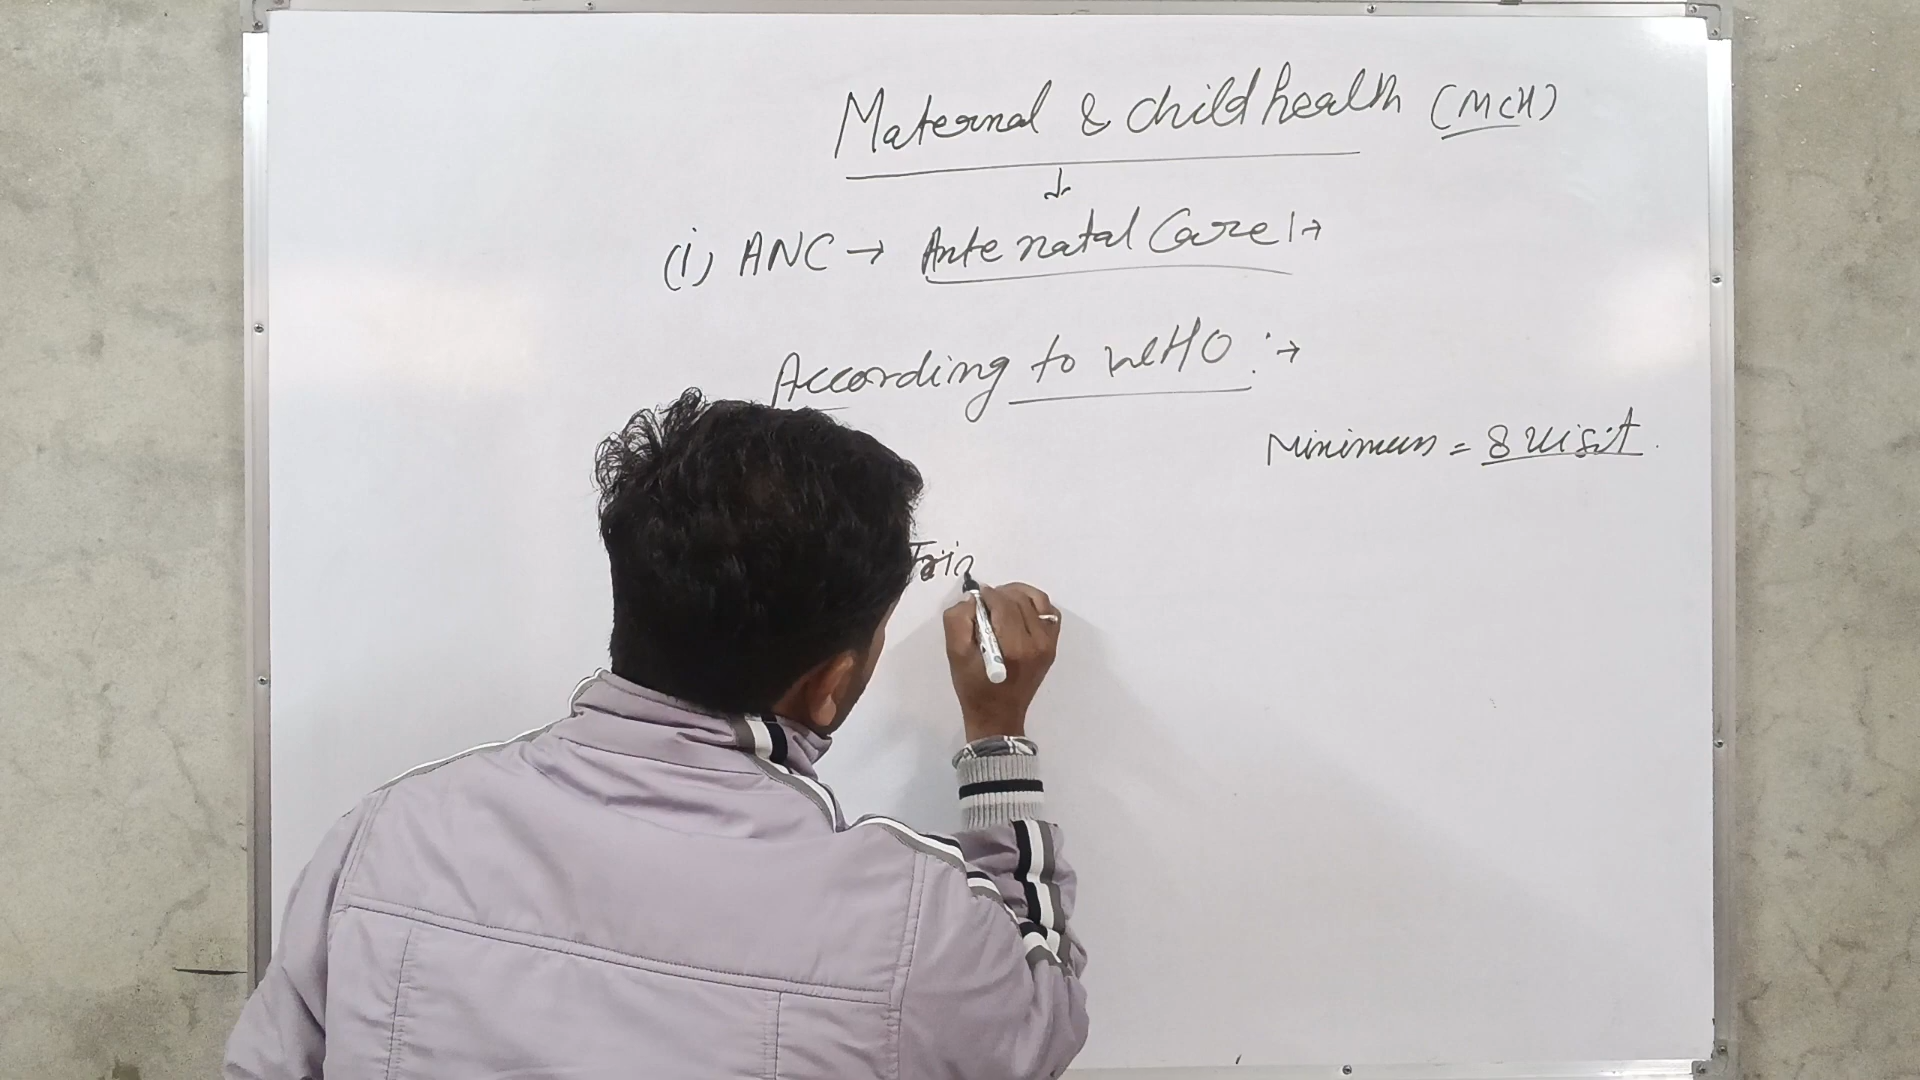 Maternal & child health (MCH)
(i) ANC → Ante natal Care :→
According to WHO :→
Minimum = 8 visit.